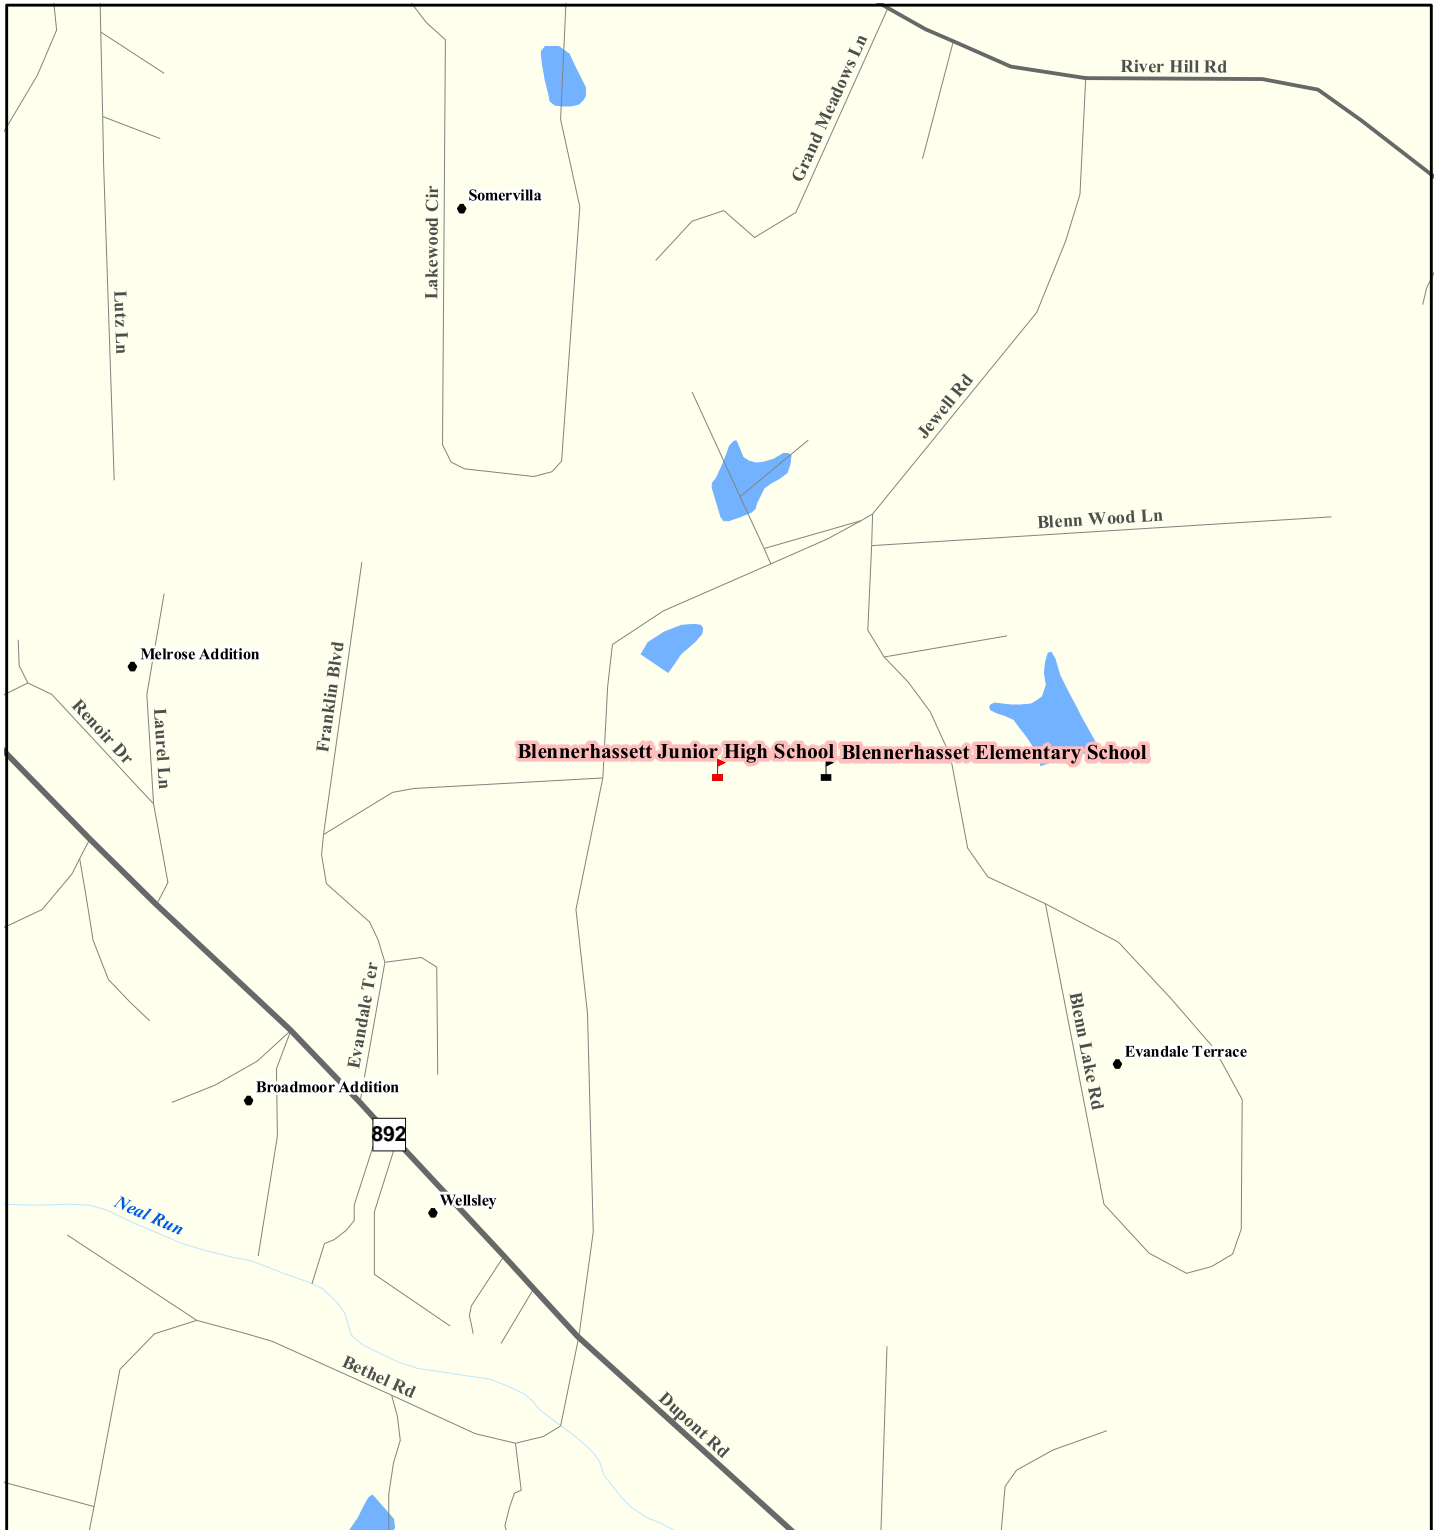 River Hill Rd
Grand Meadows Ln
Somervilla
Lakewood Cir
Lutz Ln
Jewell Rd
Blenn Wood Ln
Melrose Addition
Franklin Blvd
Renoir Dr
Laurel Ln
Blennerhassett Junior High School
Blennerhasset Elementary School
Evandale Ter
Blenn Lake Rd
Evandale Terrace
Broadmoor Addition
892
Wellsley
Neal Run
Bethel Rd
Dupont Rd